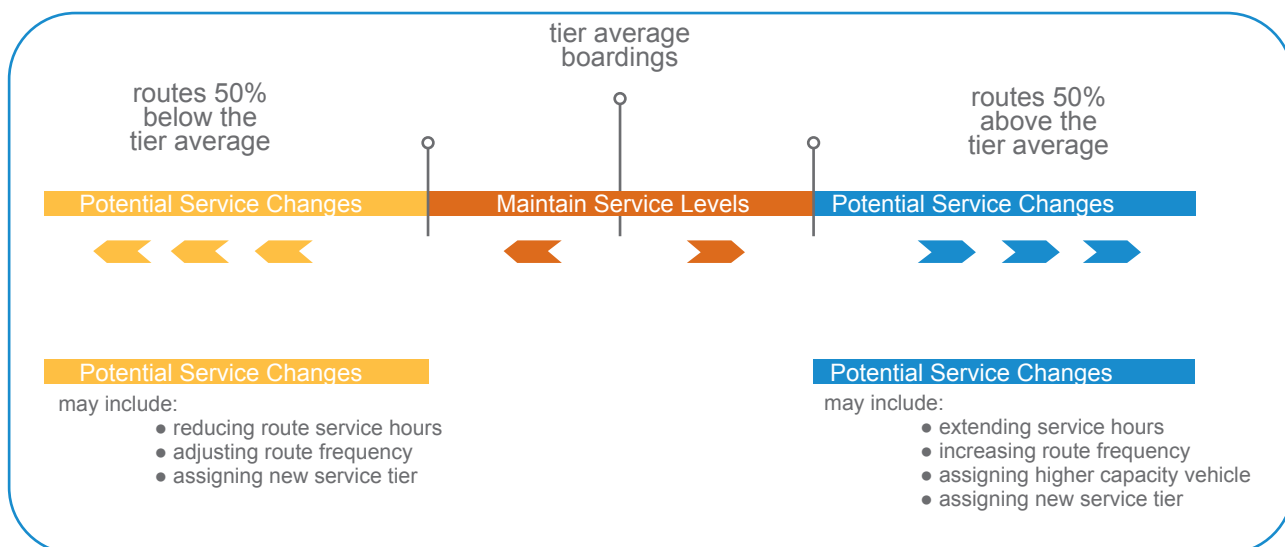 tier average
boardings
routes 50%
below the
tier average
routes 50%
above the
tier average
Potential Service Changes
Maintain Service Levels
Potential Service Changes
Potential Service Changes
may include:
● reducing route service hours
● adjusting route frequency
● assigning new service tier
Potential Service Changes
may include:
● extending service hours
● increasing route frequency
● assigning higher capacity vehicle
● assigning new service tier